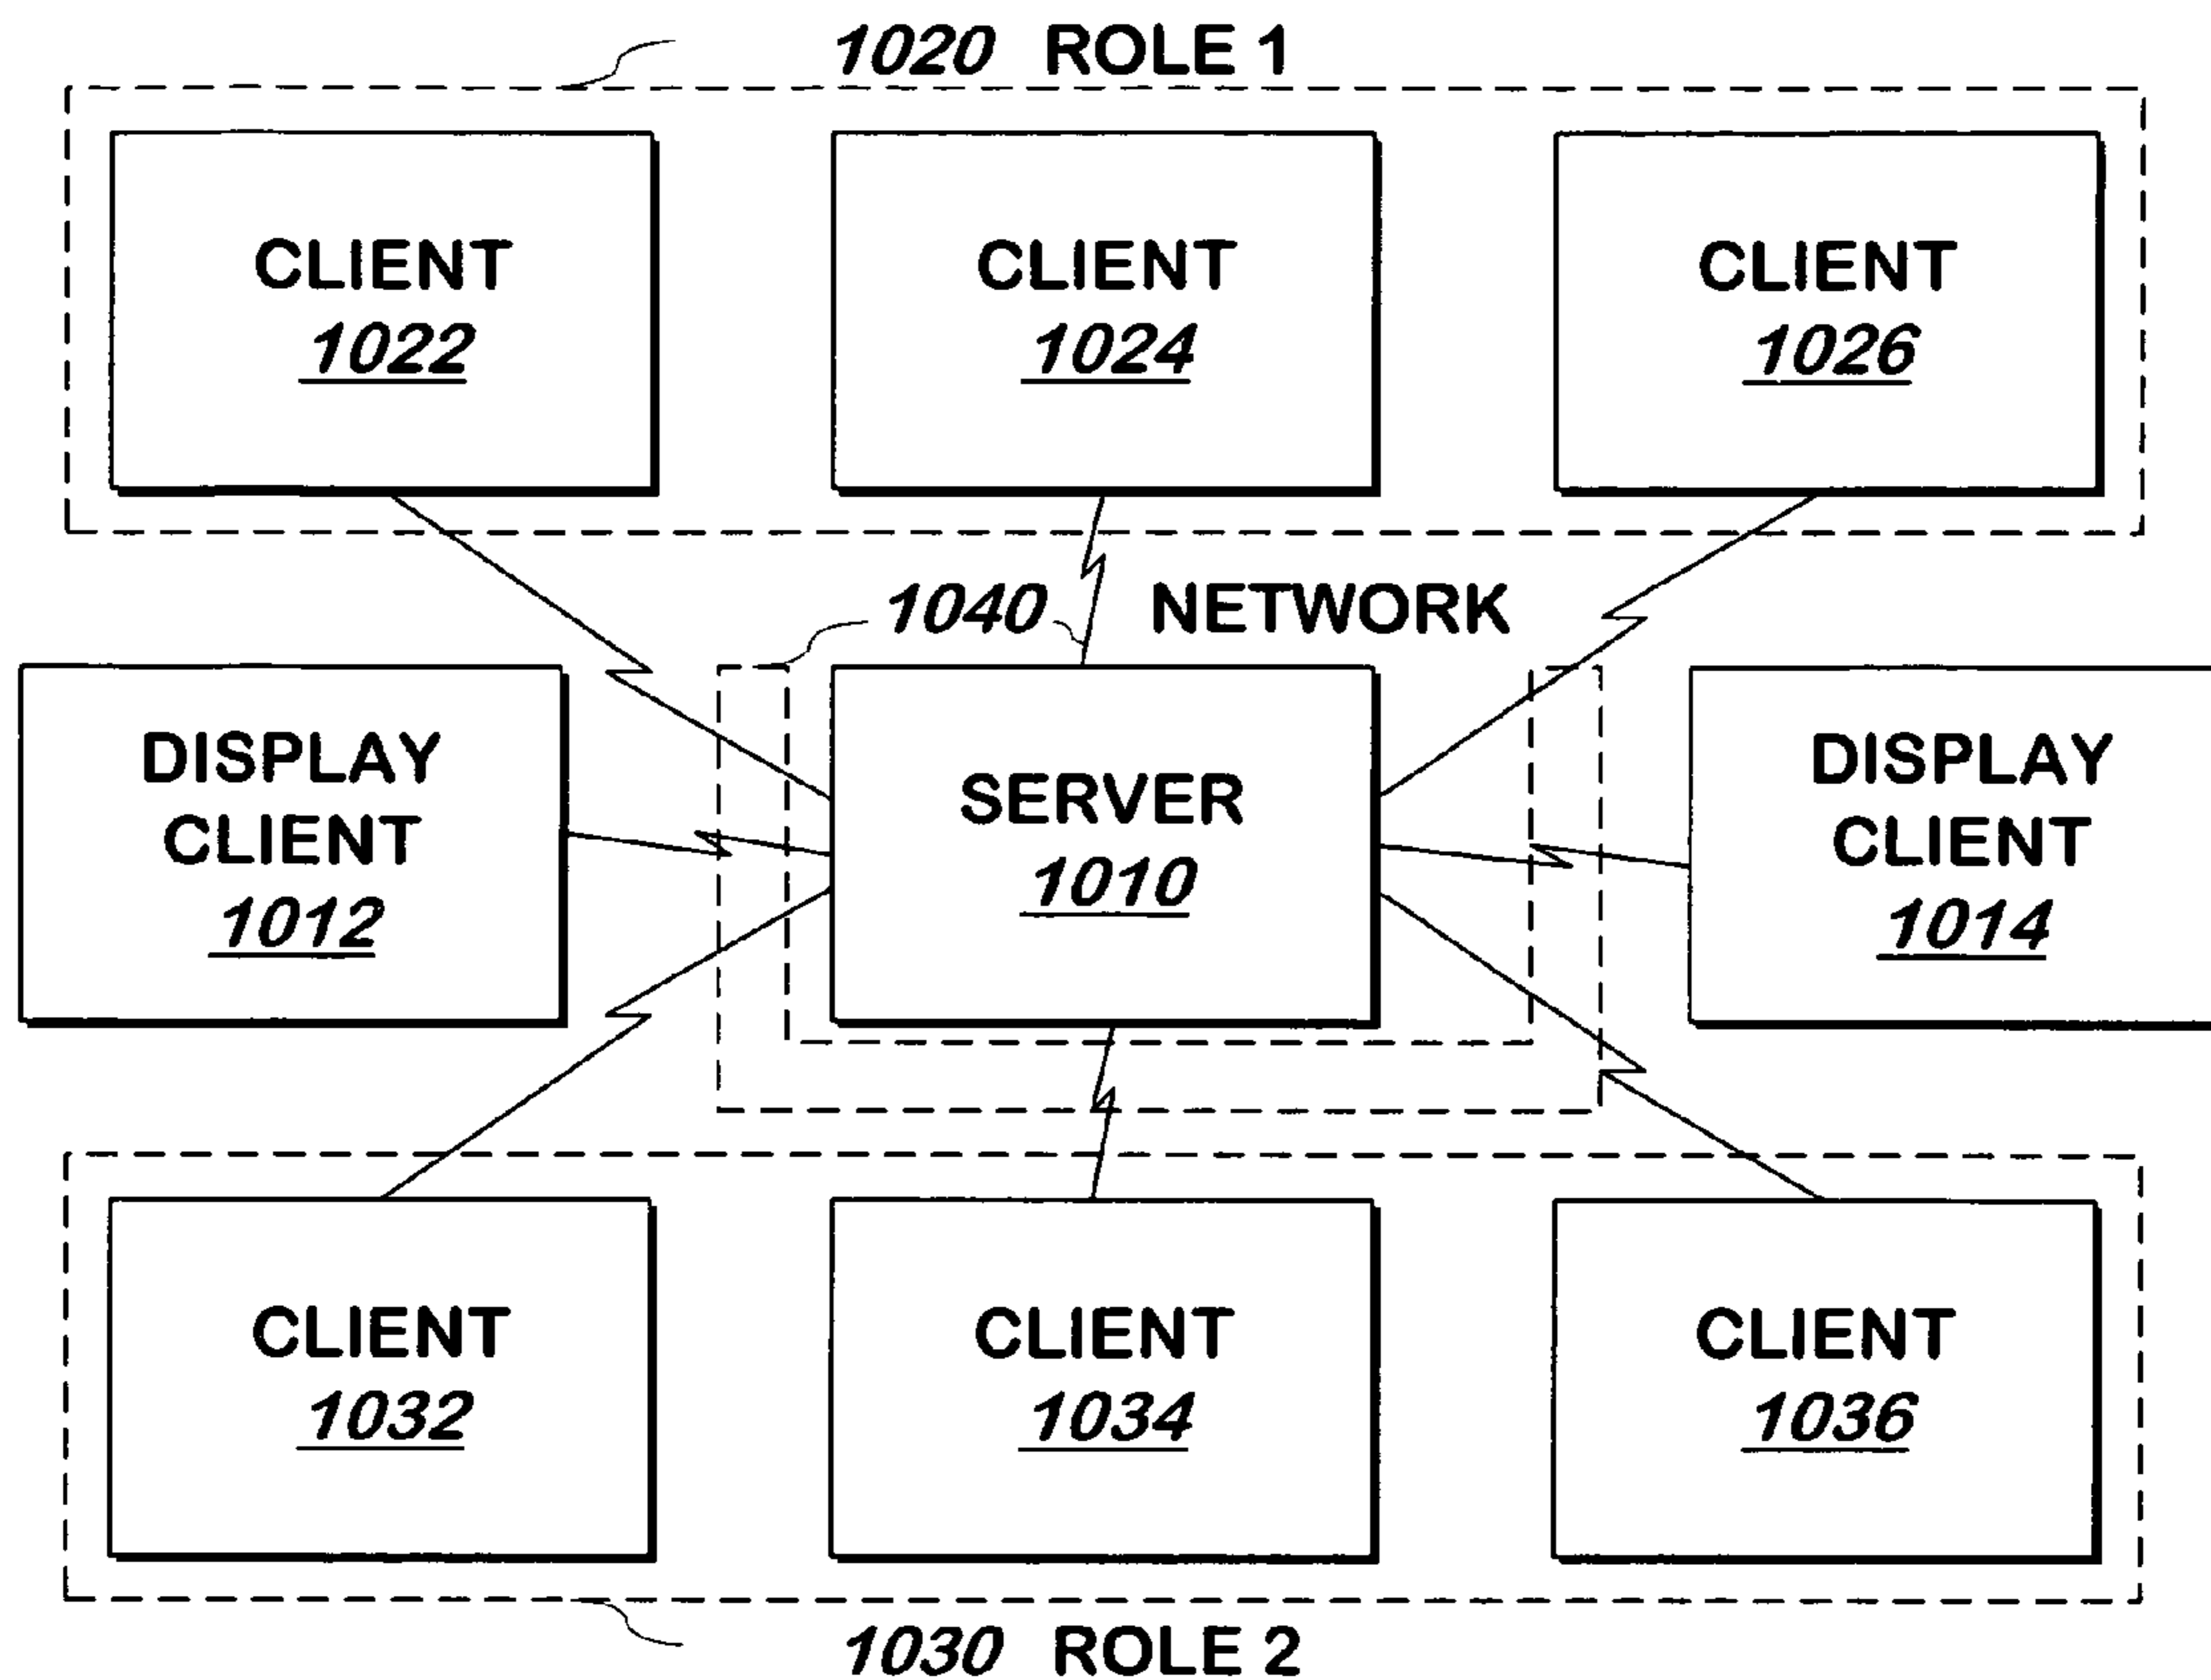 1020 ROLE 1
CLIENT
1022
CLIENT
1024
CLIENT
1026
1040 NETWORK
DISPLAY
CLIENT
1012
SERVER
1010
DISPLAY
CLIENT
1014
CLIENT
1032
CLIENT
1034
CLIENT
1036
1030 ROLE 2